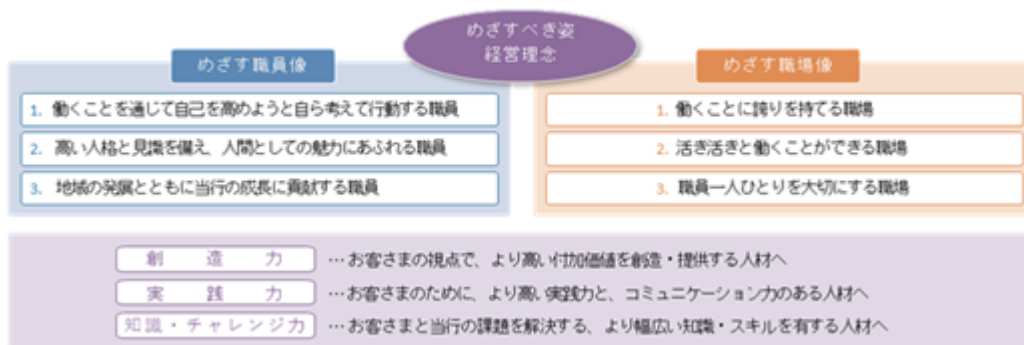 めざすべき姿
経営理念
めざす職員像
1. 働くことを通じて自己を高めようと自ら考えて行動する職員
2. 高い人格と見識を備え、人間としての魅力にあふれる職員
3. 地域の発展とともに当行の成長に貢献する職員
めざす職場像
1. 働くことに誇りを持てる職場
2. 活き活きと働くことができる職場
3. 職員一人ひとりを大切にする職場
創造力 …お客さまの視点で、より高い付加価値を創造・提供する人材へ
実践力 …お客さまのために、より高い実践力と、コミュニケーション力のある人材へ
知識・チャレンジ力 …お客さまと当行の課題を解決する、より幅広い知識・スキルを有する人材へ